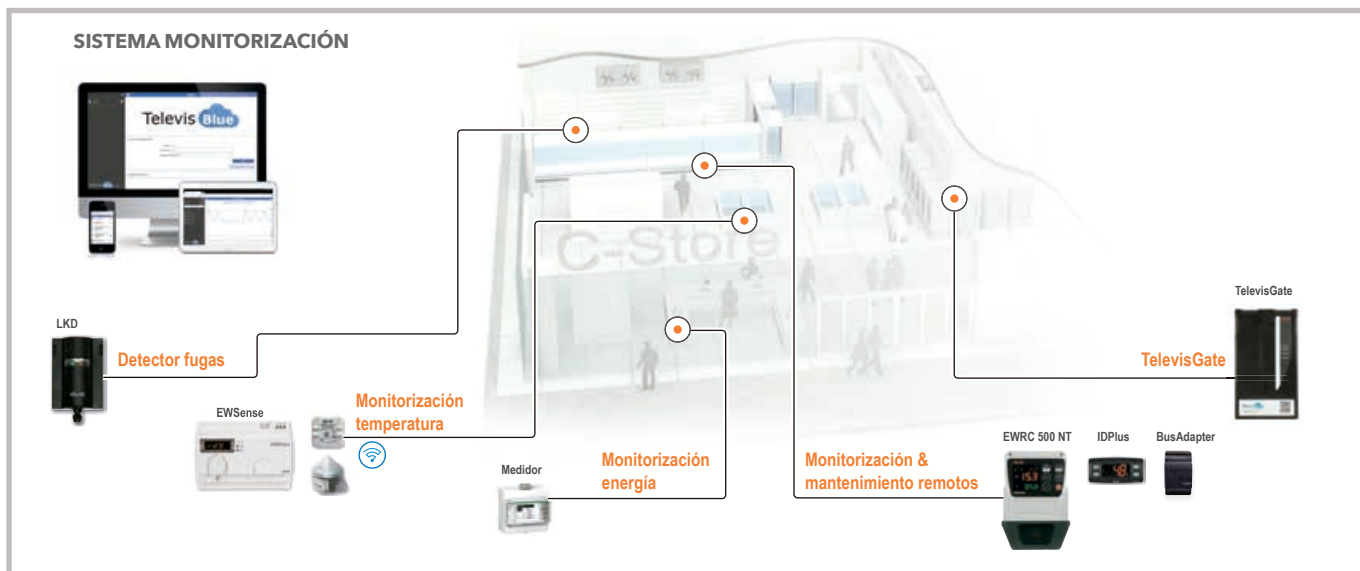 SISTEMA MONITORIZACIÓN
Televis Blue
C-Store
LKD
Detector fugas
EWSense
Monitorización
temperatura
Medidor
Monitorización
energía
Monitorización &
mantenimiento remotos
EWRC 500 NT
IDPlus
BusAdapter
TelevisGate
TelevisGate